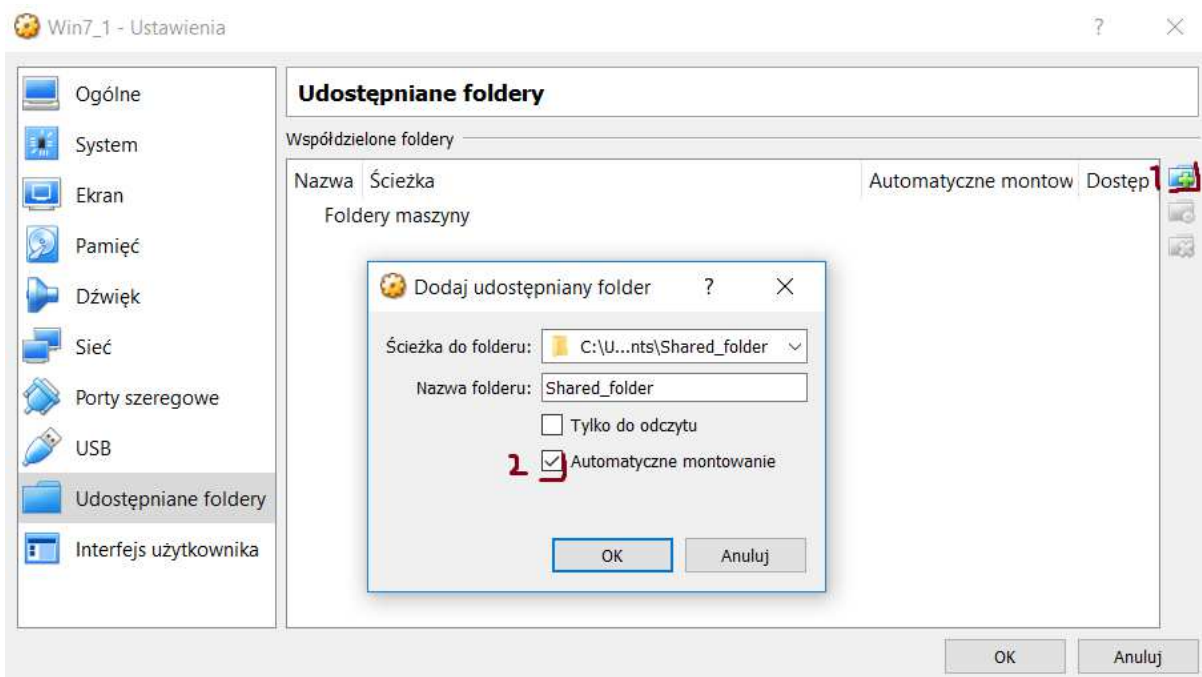 Win7_1 - Ustawienia ?
Ogólne
System
Ekran
Pamięć
Dźwięk
Sieć
Porty szeregowe
USB
Udostępniane foldery
Interfejs użytkownika
Udostępniane foldery
Współdzielone foldery
Nazwa Ścieżka Automatyczne montow Dostęp 1
Foldery maszyny
Dodaj udostępniany folder ?
Ścieżka do folderu: C:\U...nts\Shared_folder
Nazwa folderu: Shared_folder
Tylko do odczytu
2 Automatyczne montowanie
OK Anuluj
OK Anuluj